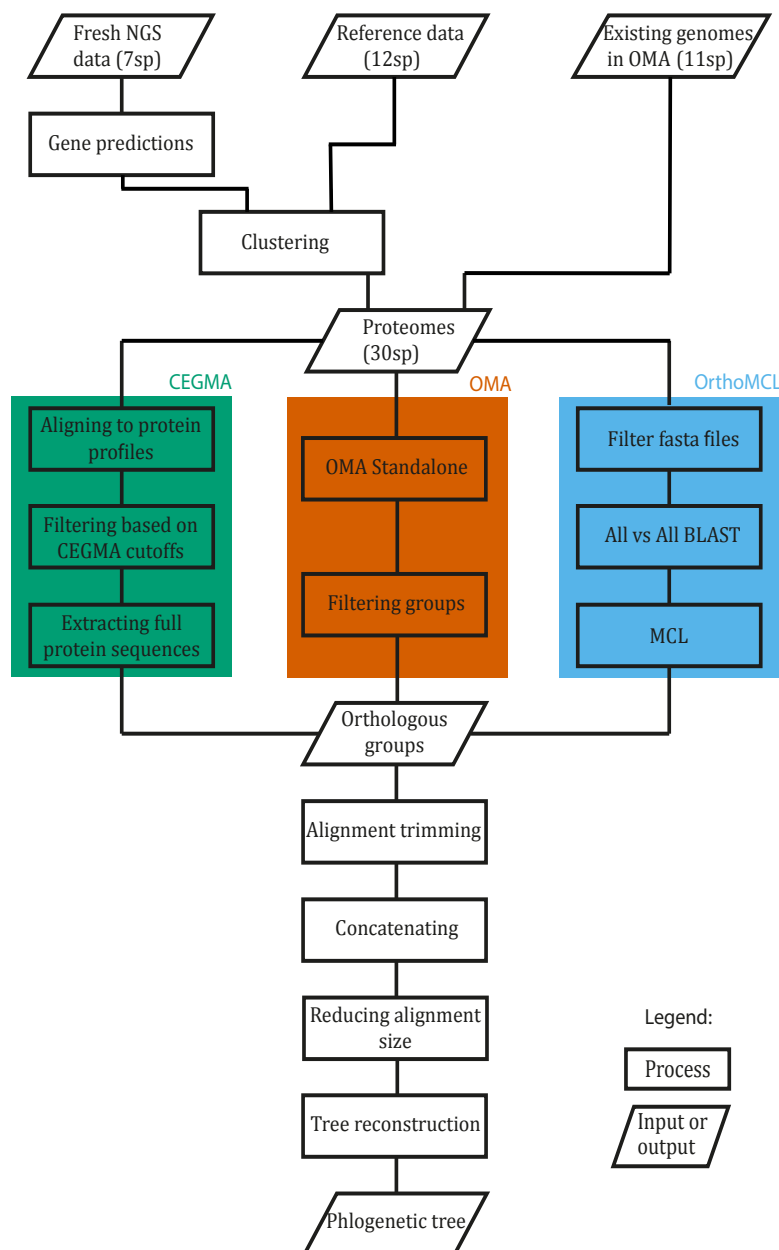 Fresh NGS
data (7sp)
Reference data
(12sp)
Existing genomes
in OMA (11sp)
Gene predictions
Clustering
Proteomes
(30sp)
CEGMA
OMA
OrthoMCL
Aligning to protein
profiles
Filtering based on
CEGMA cutoffs
Extracting full
protein sequences
OMA Standalone
Filtering groups
Filter fasta files
All vs All BLAST
MCL
Orthologous
groups
Alignment trimming
Concatenating
Reducing alignment
size
Tree reconstruction
Phlogenetic tree
Legend:
Process
Input or
output